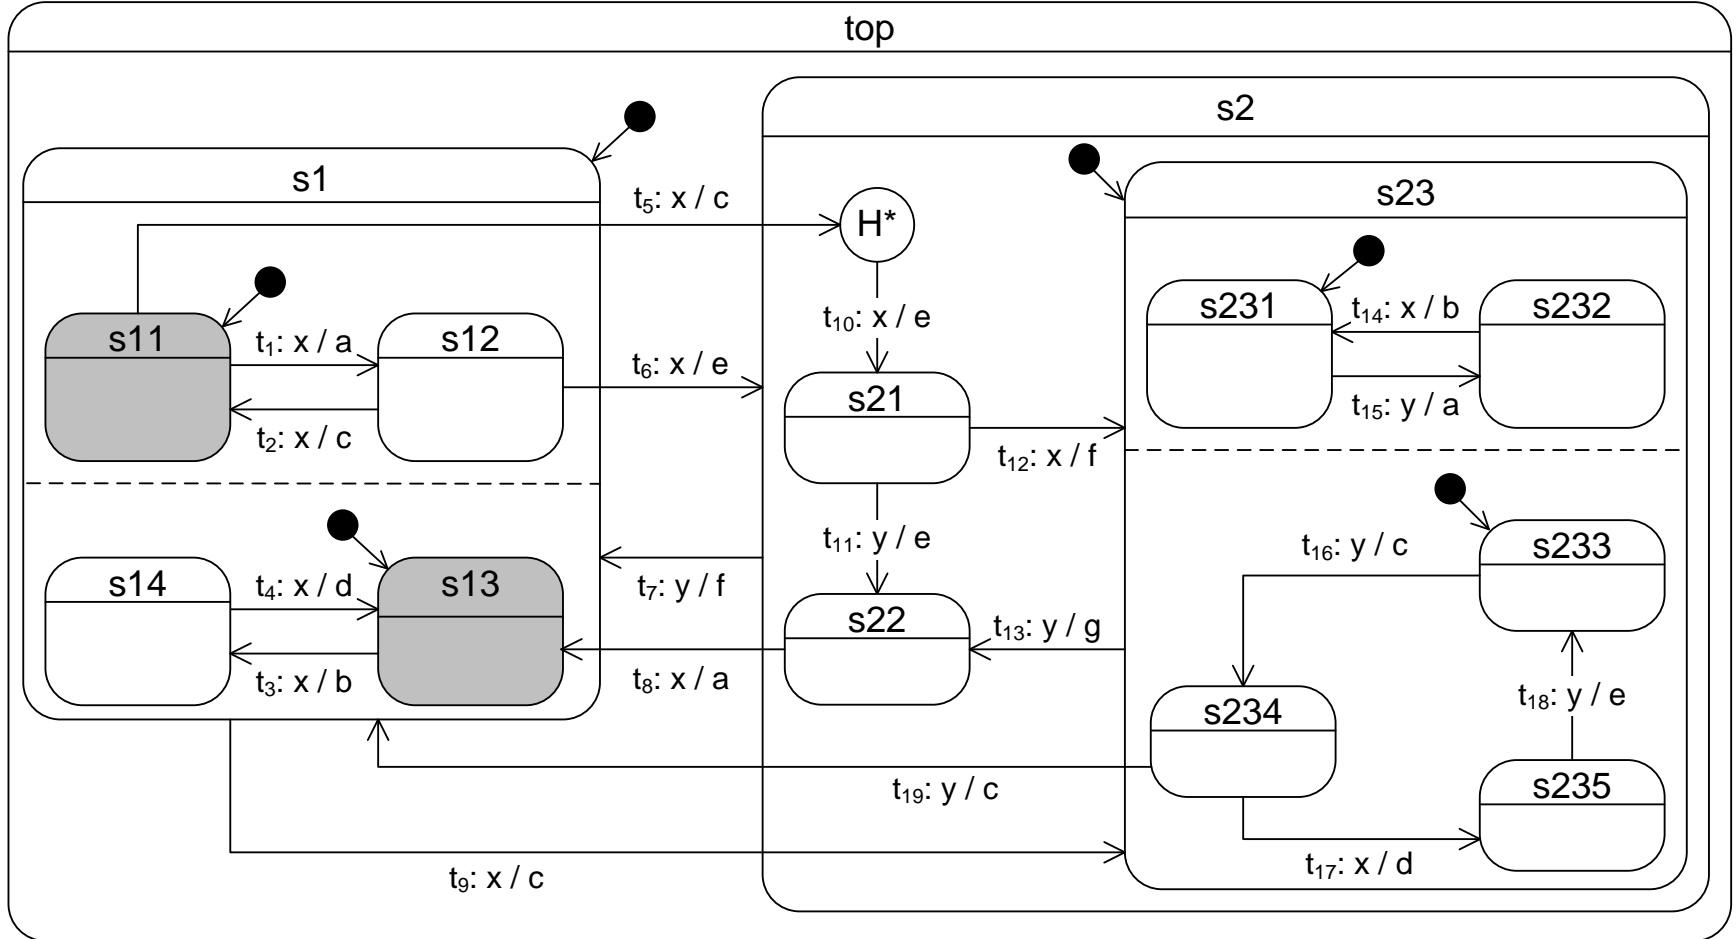 top
s2
s1
s23
t5: x / c
H*
s11
t1: x / a
s12
t2: x / c
t6: x / e
t10: x / e
s21
t12: x / f
s231
t14: x / b
s232
t15: y / a
t11: y / e
s14
t4: x / d
s13
t3: x / b
t7: y / f
s22
t8: x / a
t13: y / g
t16: y / c
s233
s234
t18: y / e
s235
t19: y / c
t17: x / d
t9: x / c